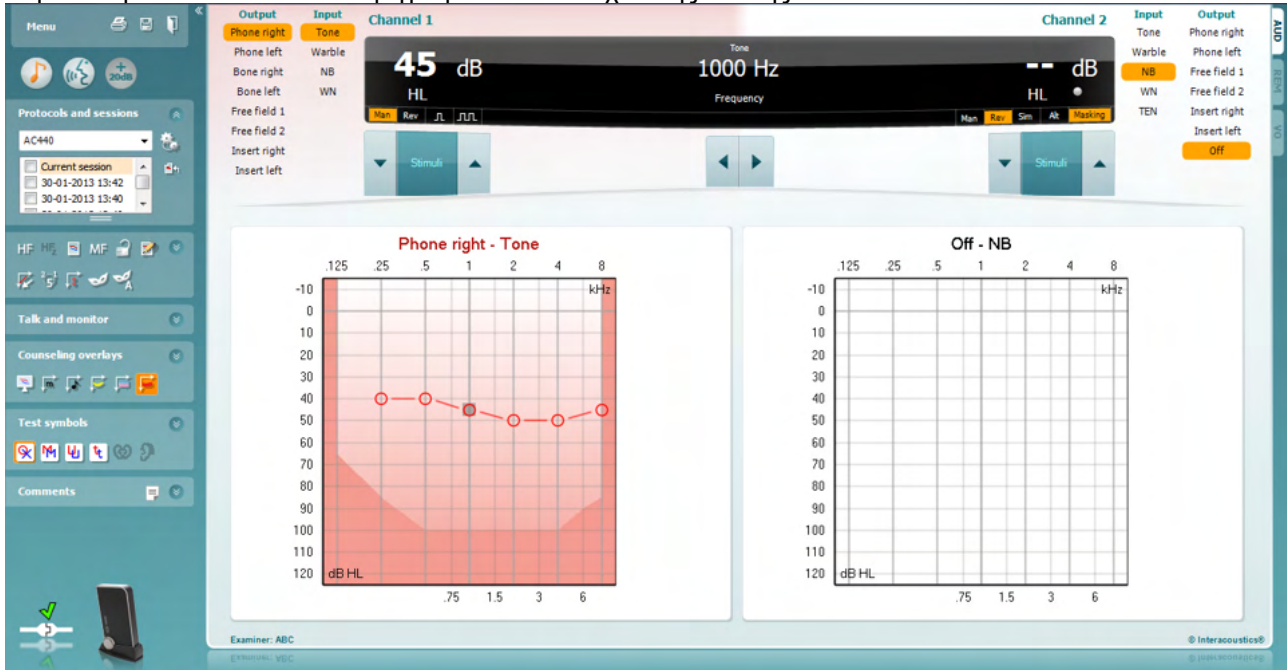 Output Input Channel 1 Channel 2 Input Output
Menu
Phone right Tone Tone Tone Phone right
Phone left Warble 45 dB 1000 Hz -- dB Warble Phone left
Bone right NB NB Free field 1
Bone left WN HL Frequency HL WN Free field 2
Free field 1 Man Rev Man Rev Sim Alt Masking TEN Insert right
Free field 2 Insert left
Insert right Stimuli Stimuli Off
Insert left
AUD
REM
VO
+20dB
Protocols and sessions
AC440
Current session
30-01-2013 13:42
30-01-2013 13:40
HF HF2 MF
Talk and monitor
Counseling overlays
Test symbols
Comments
Phone right - Tone
.125 .25 .5 1 2 4 8
kHz
-10
0
10
20
30
40
50
60
70
80
90
100
110
120 dB HL
.75 1.5 3 6
Off - NB
.125 .25 .5 1 2 4 8
kHz
-10
0
10
20
30
40
50
60
70
80
90
100
110
120 dB HL
.75 1.5 3 6
Examiner: ABC © Interacoustics®